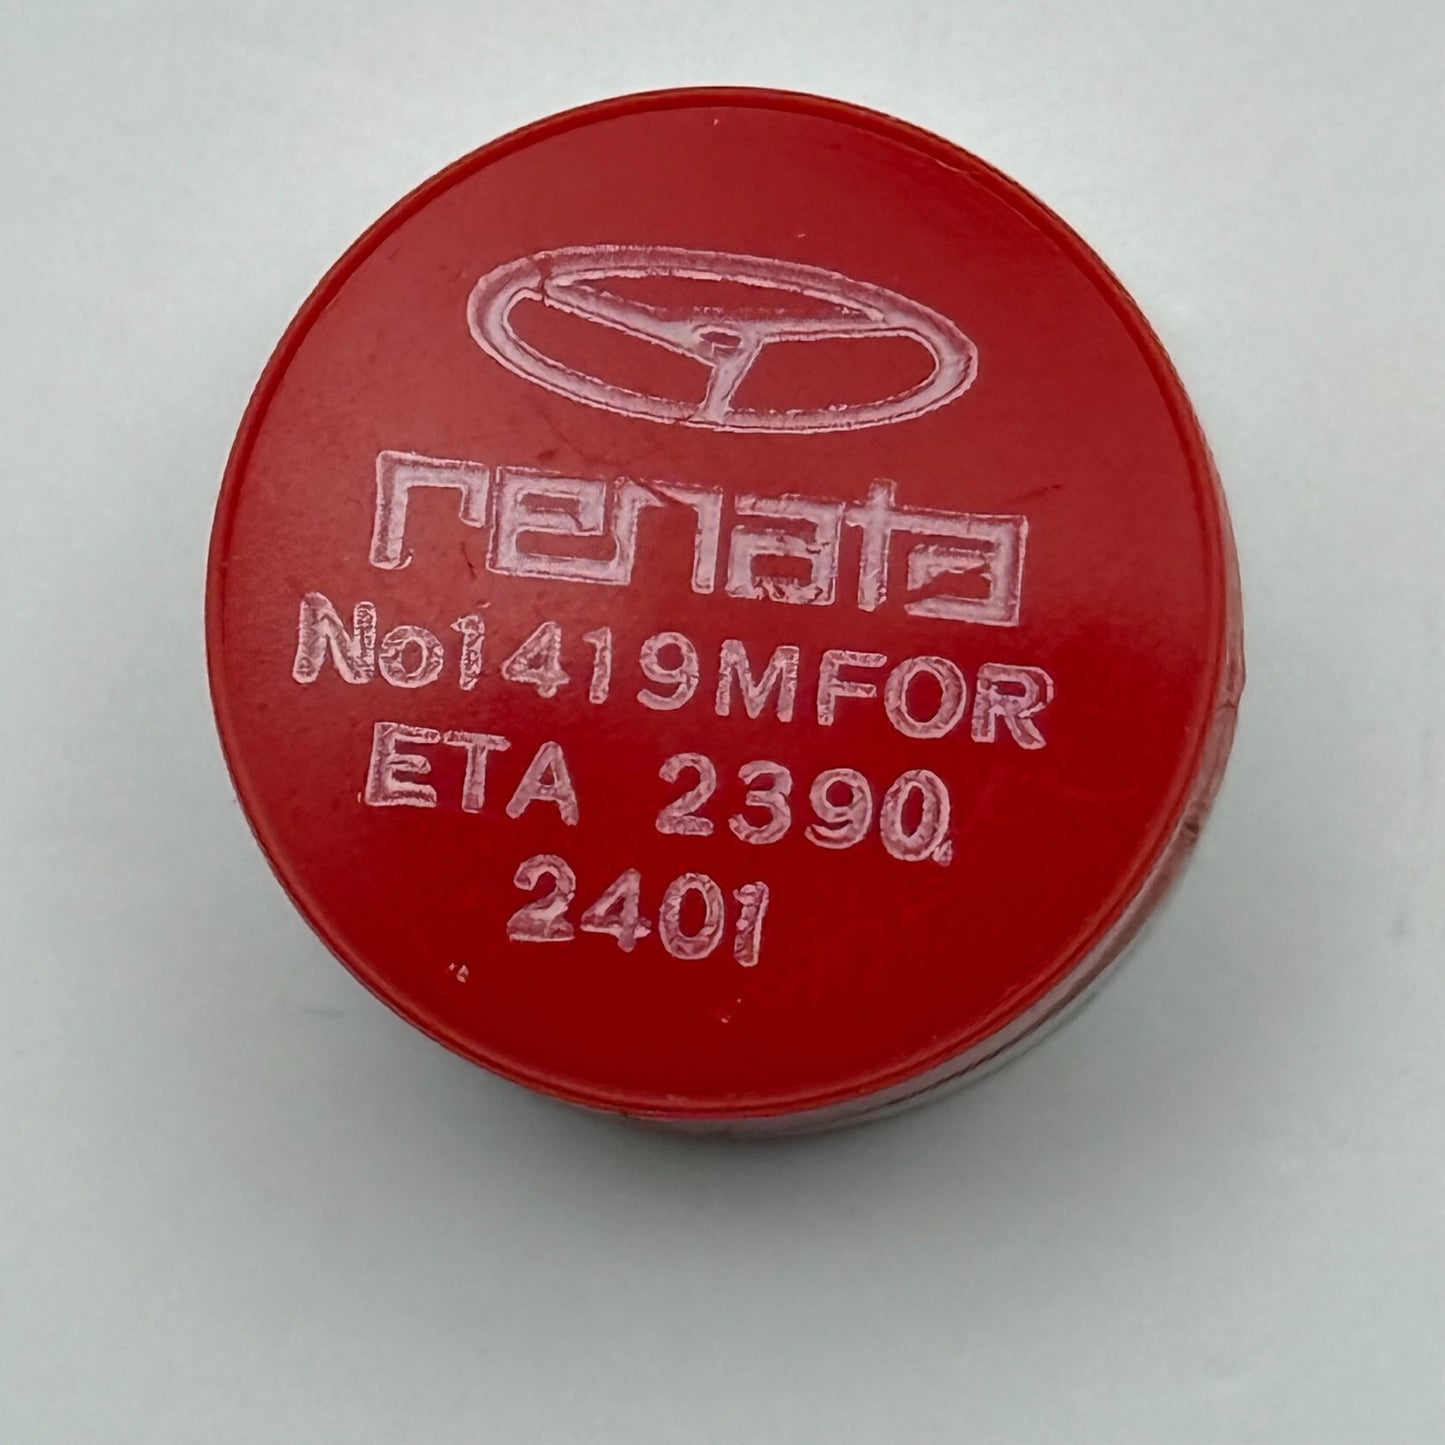 renata
No1419MFOR
ETA 2390
2401